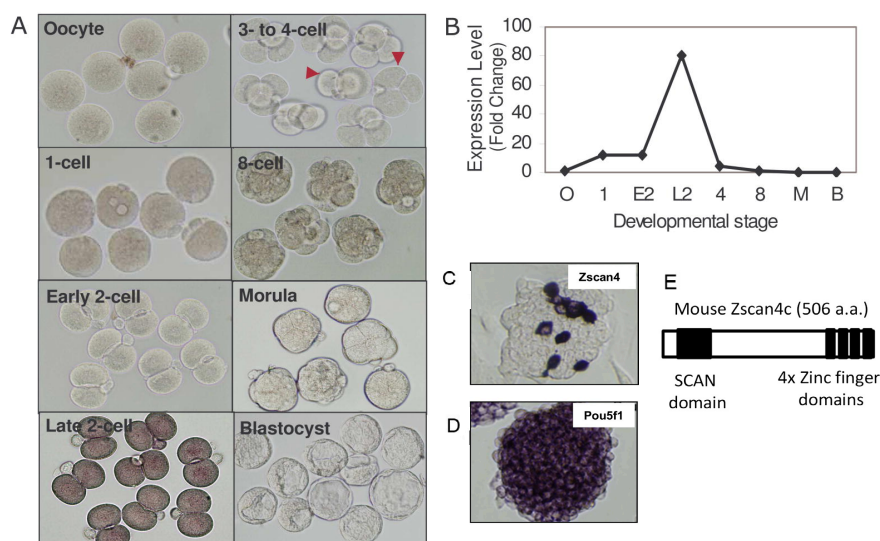 A
Oocyte
3- to 4-cell
1-cell
8-cell
Early 2-cell
Morula
Late 2-cell
Blastocyst
B
Expression Level
(Fold Change)
100
80
60
40
20
0
O 1 E2 L2 4 8 M B
Developmental stage
C
Zscan4
D
Pou5f1
E
Mouse Zscan4c (506 a.a.)
SCAN
domain
4x Zinc finger
domains